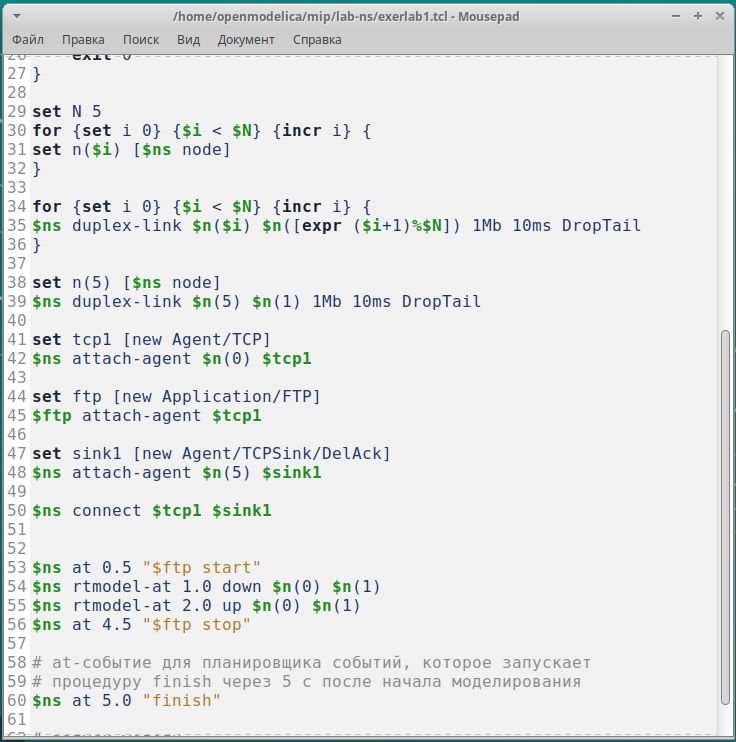 /home/openmodelica/mip/lab-ns/exerlab1.tcl - Mousepad
Файл Правка Поиск Вид Документ Справка
26 exit 0
27 }
28
29 set N 5
30 for {set i 0} {$i < $N} {incr i} {
31 set n($i) [$ns node]
32 }
33
34 for {set i 0} {$i < $N} {incr i} {
35 $ns duplex-link $n($i) $n([expr ($i+1)%$N]) 1Mb 10ms DropTail
36 }
37
38 set n(5) [$ns node]
39 $ns duplex-link $n(5) $n(1) 1Mb 10ms DropTail
40
41 set tcp1 [new Agent/TCP]
42 $ns attach-agent $n(0) $tcp1
43
44 set ftp [new Application/FTP]
45 $ftp attach-agent $tcp1
46
47 set sink1 [new Agent/TCPSink/DelAck]
48 $ns attach-agent $n(5) $sink1
49
50 $ns connect $tcp1 $sink1
51
52
53 $ns at 0.5 "$ftp start"
54 $ns rtmodel-at 1.0 down $n(0) $n(1)
55 $ns rtmodel-at 2.0 up $n(0) $n(1)
56 $ns at 4.5 "$ftp stop"
57
58 # at-событие для планировщика событий, которое запускает
59 # процедуру finish через 5 с после начала моделирования
60 $ns at 5.0 "finish"
61